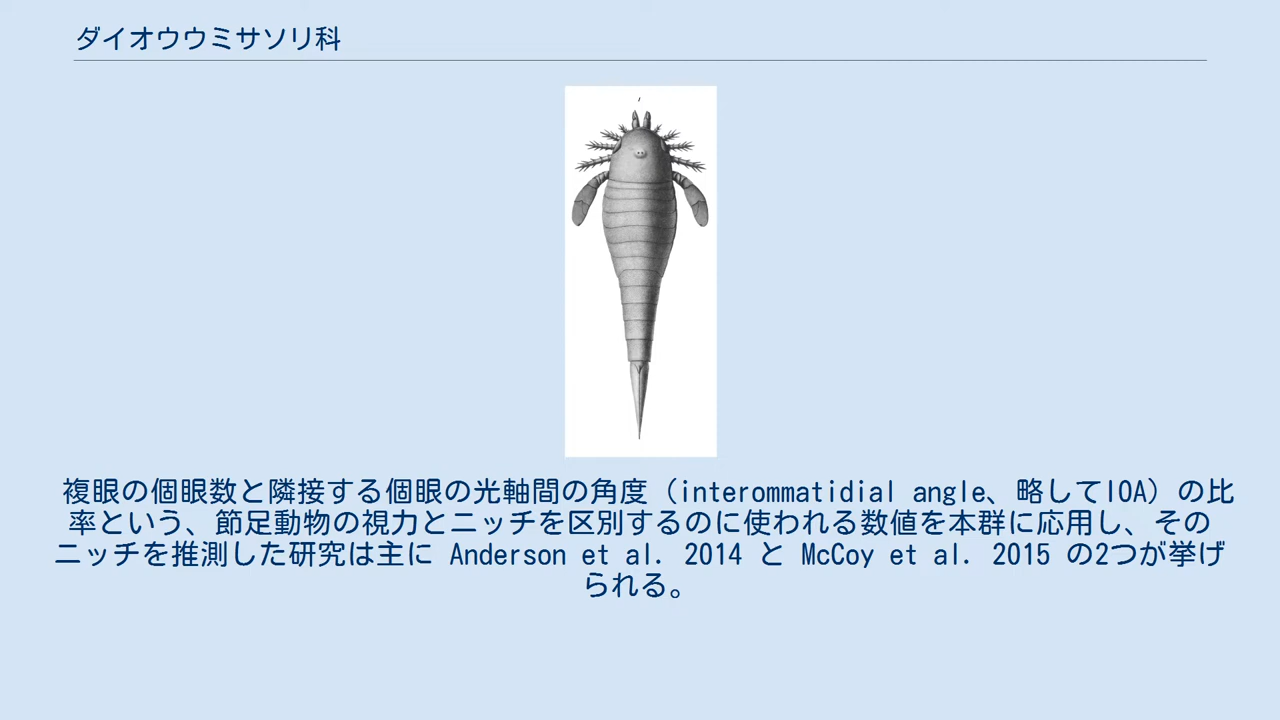 ダイオウウミサソリ科
複眼の個眼数と隣接する個眼の光軸間の角度（interommatidial angle、略してIOA）の比
率という、節足動物の視力とニッチを区別するのに使われる数値を本群に応用し、その
ニッチを推測した研究は主に Anderson et al. 2014 と McCoy et al. 2015 の2つが挙げ
られる。